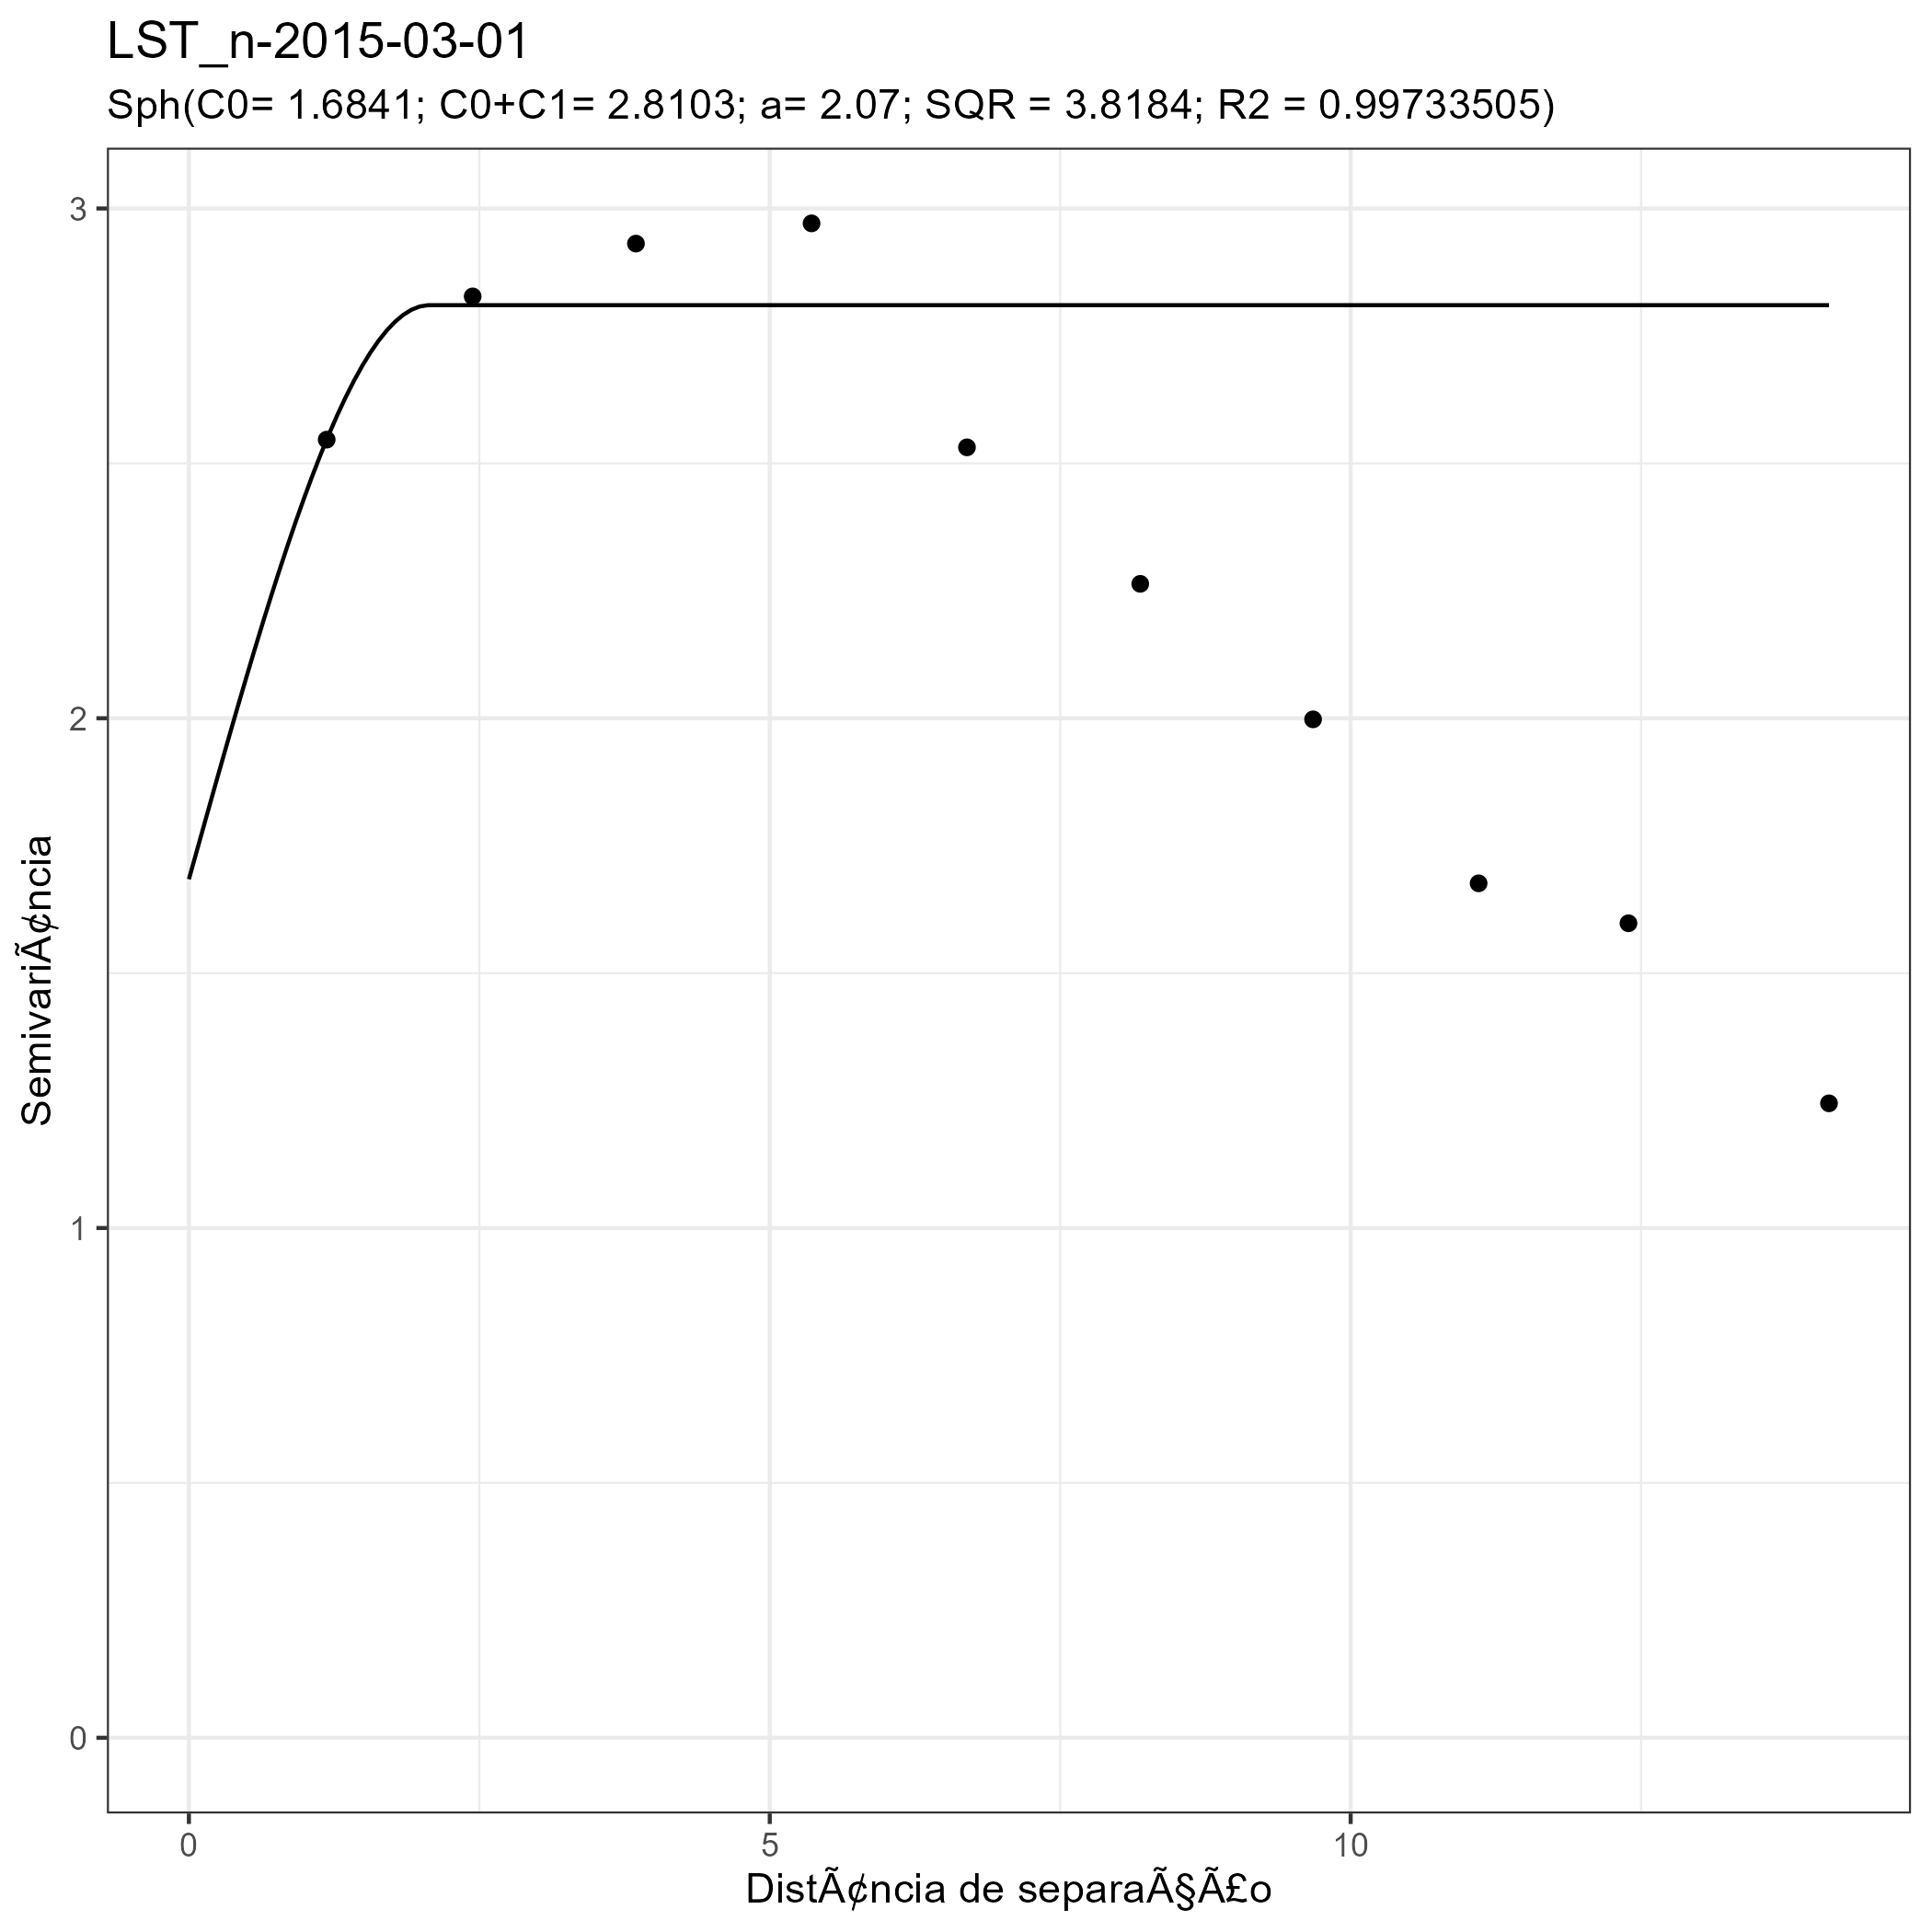 LST_n-2015-03-01
Sph(C0= 1.6841; C0+C1= 2.8103; a= 2.07; SQR = 3.8184; R2 = 0.99733505)
3
2
1
0
SemivariÃ¢ncia
0 5 10
DistÃ¢ncia de separaÃ§Ã£o